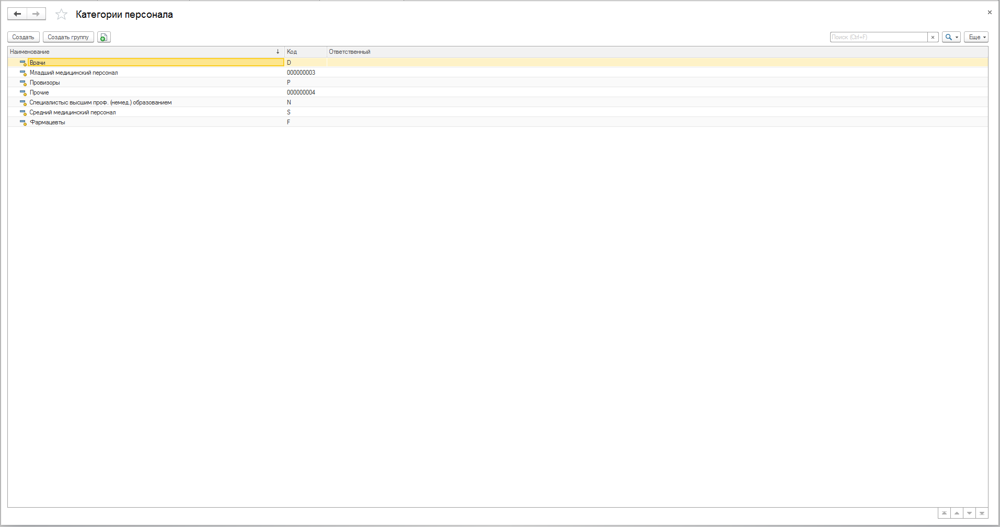 Категории персонала
Создать Создать группу Поиск (Ctrl+F) Еще
Наименование Код Ответственный
Врачи D
Младший медицинский персонал 000000003
Провизоры P
Прочие 000000004
Специалистыс высшим проф. (немед.) образованием N
Средний медицинский персонал S
Фармацевты F